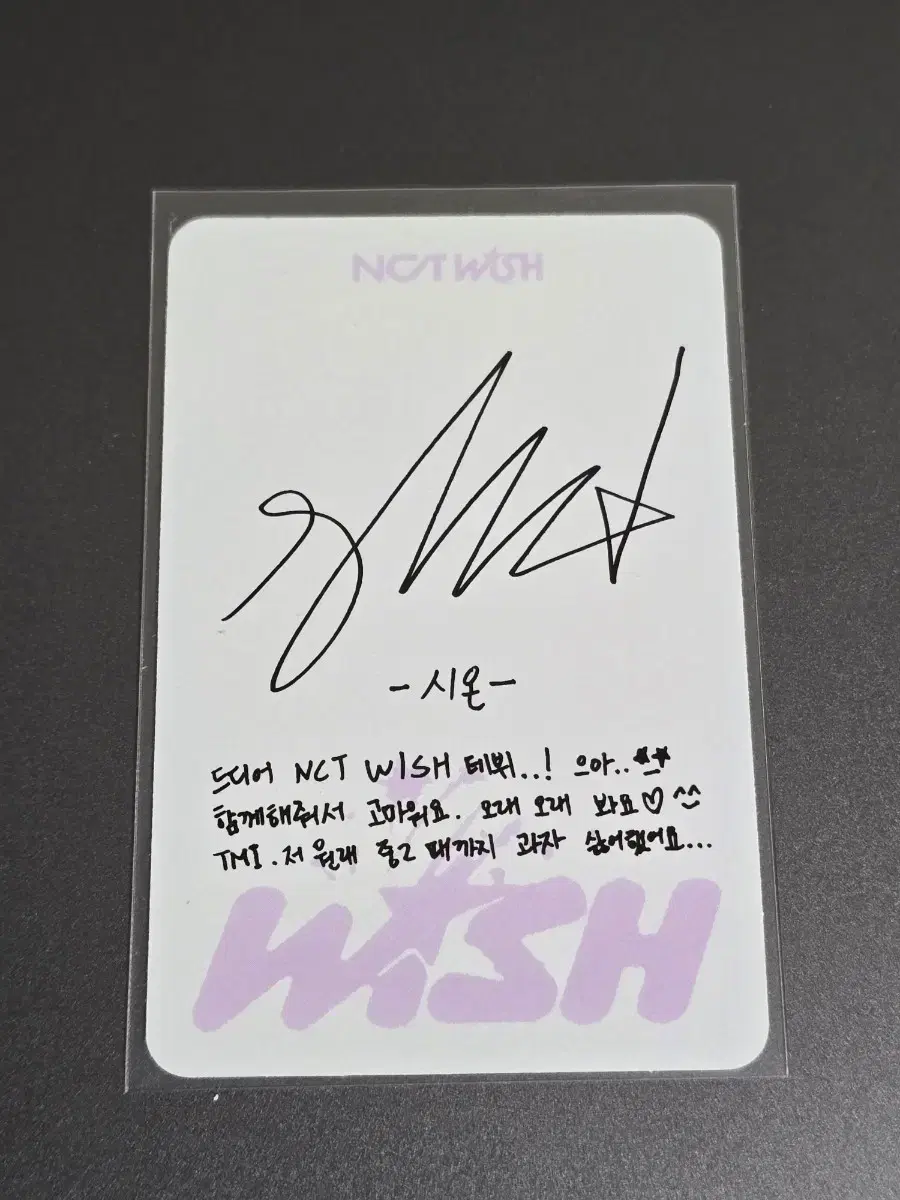 NCT WISH
-시온-
드디어 NCT WISH 데뷔..! 으아..
함께해줘서 고마워요. 오래 오래 봐요♡ ^^
TMI. 저 원래 중2 때까지 과자 싫어했어요...
WISH